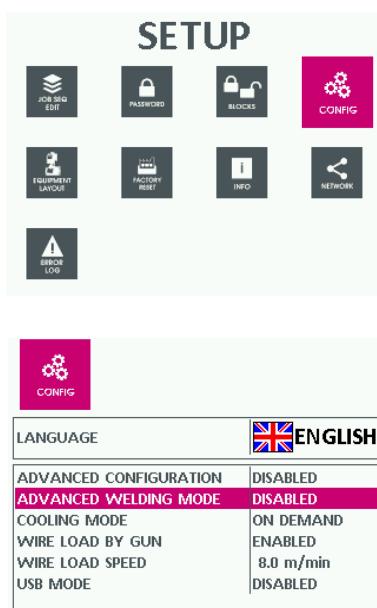 SETUP
JOB SEQ
EDIT
PASSWORD
BLOCKS
CONFIG
EQUIPMENT
LAYOUT
FACTORY
RESET
INFO
NETWORK
ERROR
LOG
CONFIG
LANGUAGE ENGLISH
ADVANCED CONFIGURATION DISABLED
ADVANCED WELDING MODE DISABLED
COOLING MODE ON DEMAND
WIRE LOAD BY GUN ENABLED
WIRE LOAD SPEED 8.0 m/min
USB MODE DISABLED